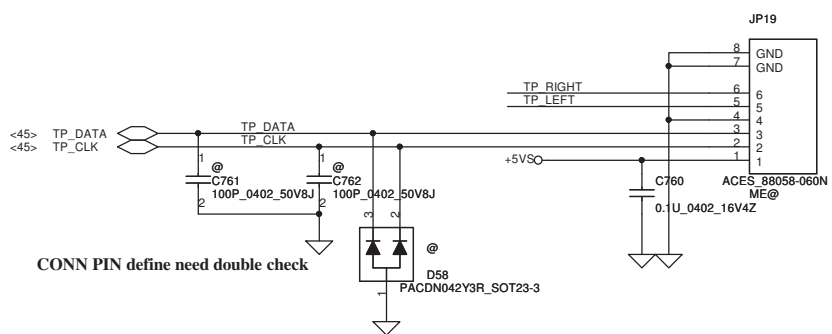 JP19
8 GND
7 GND
TP_RIGHT 6 6
TP_LEFT 5 5
4 4
<45> TP_DATA TP_DATA 3 3
<45> TP_CLK TP_CLK 2 2
+5VS 1 1
1 @ 1 @
C761 C762 C760 ACES_88058-060N
100P_0402_50V8J 100P_0402_50V8J ME@
2 2 0.1U_0402_16V4Z
3 2
@
CONN PIN define need double check
D58
1 PACDN042Y3R_SOT23-3